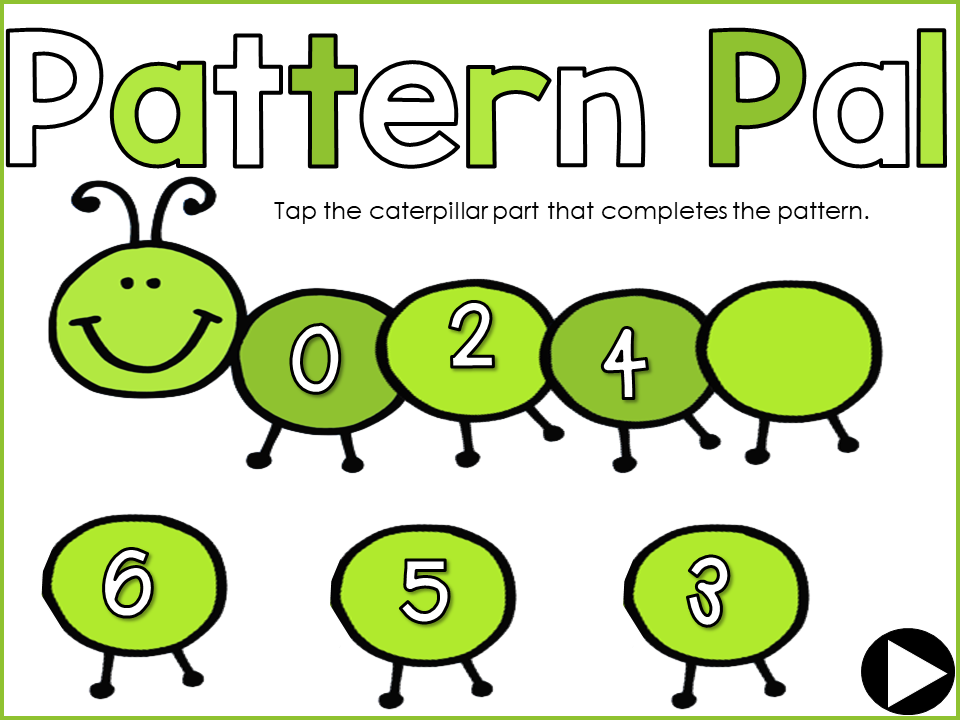 Pattern Pal
Tap the caterpillar part that completes the pattern.
0 2 4
6 5 3